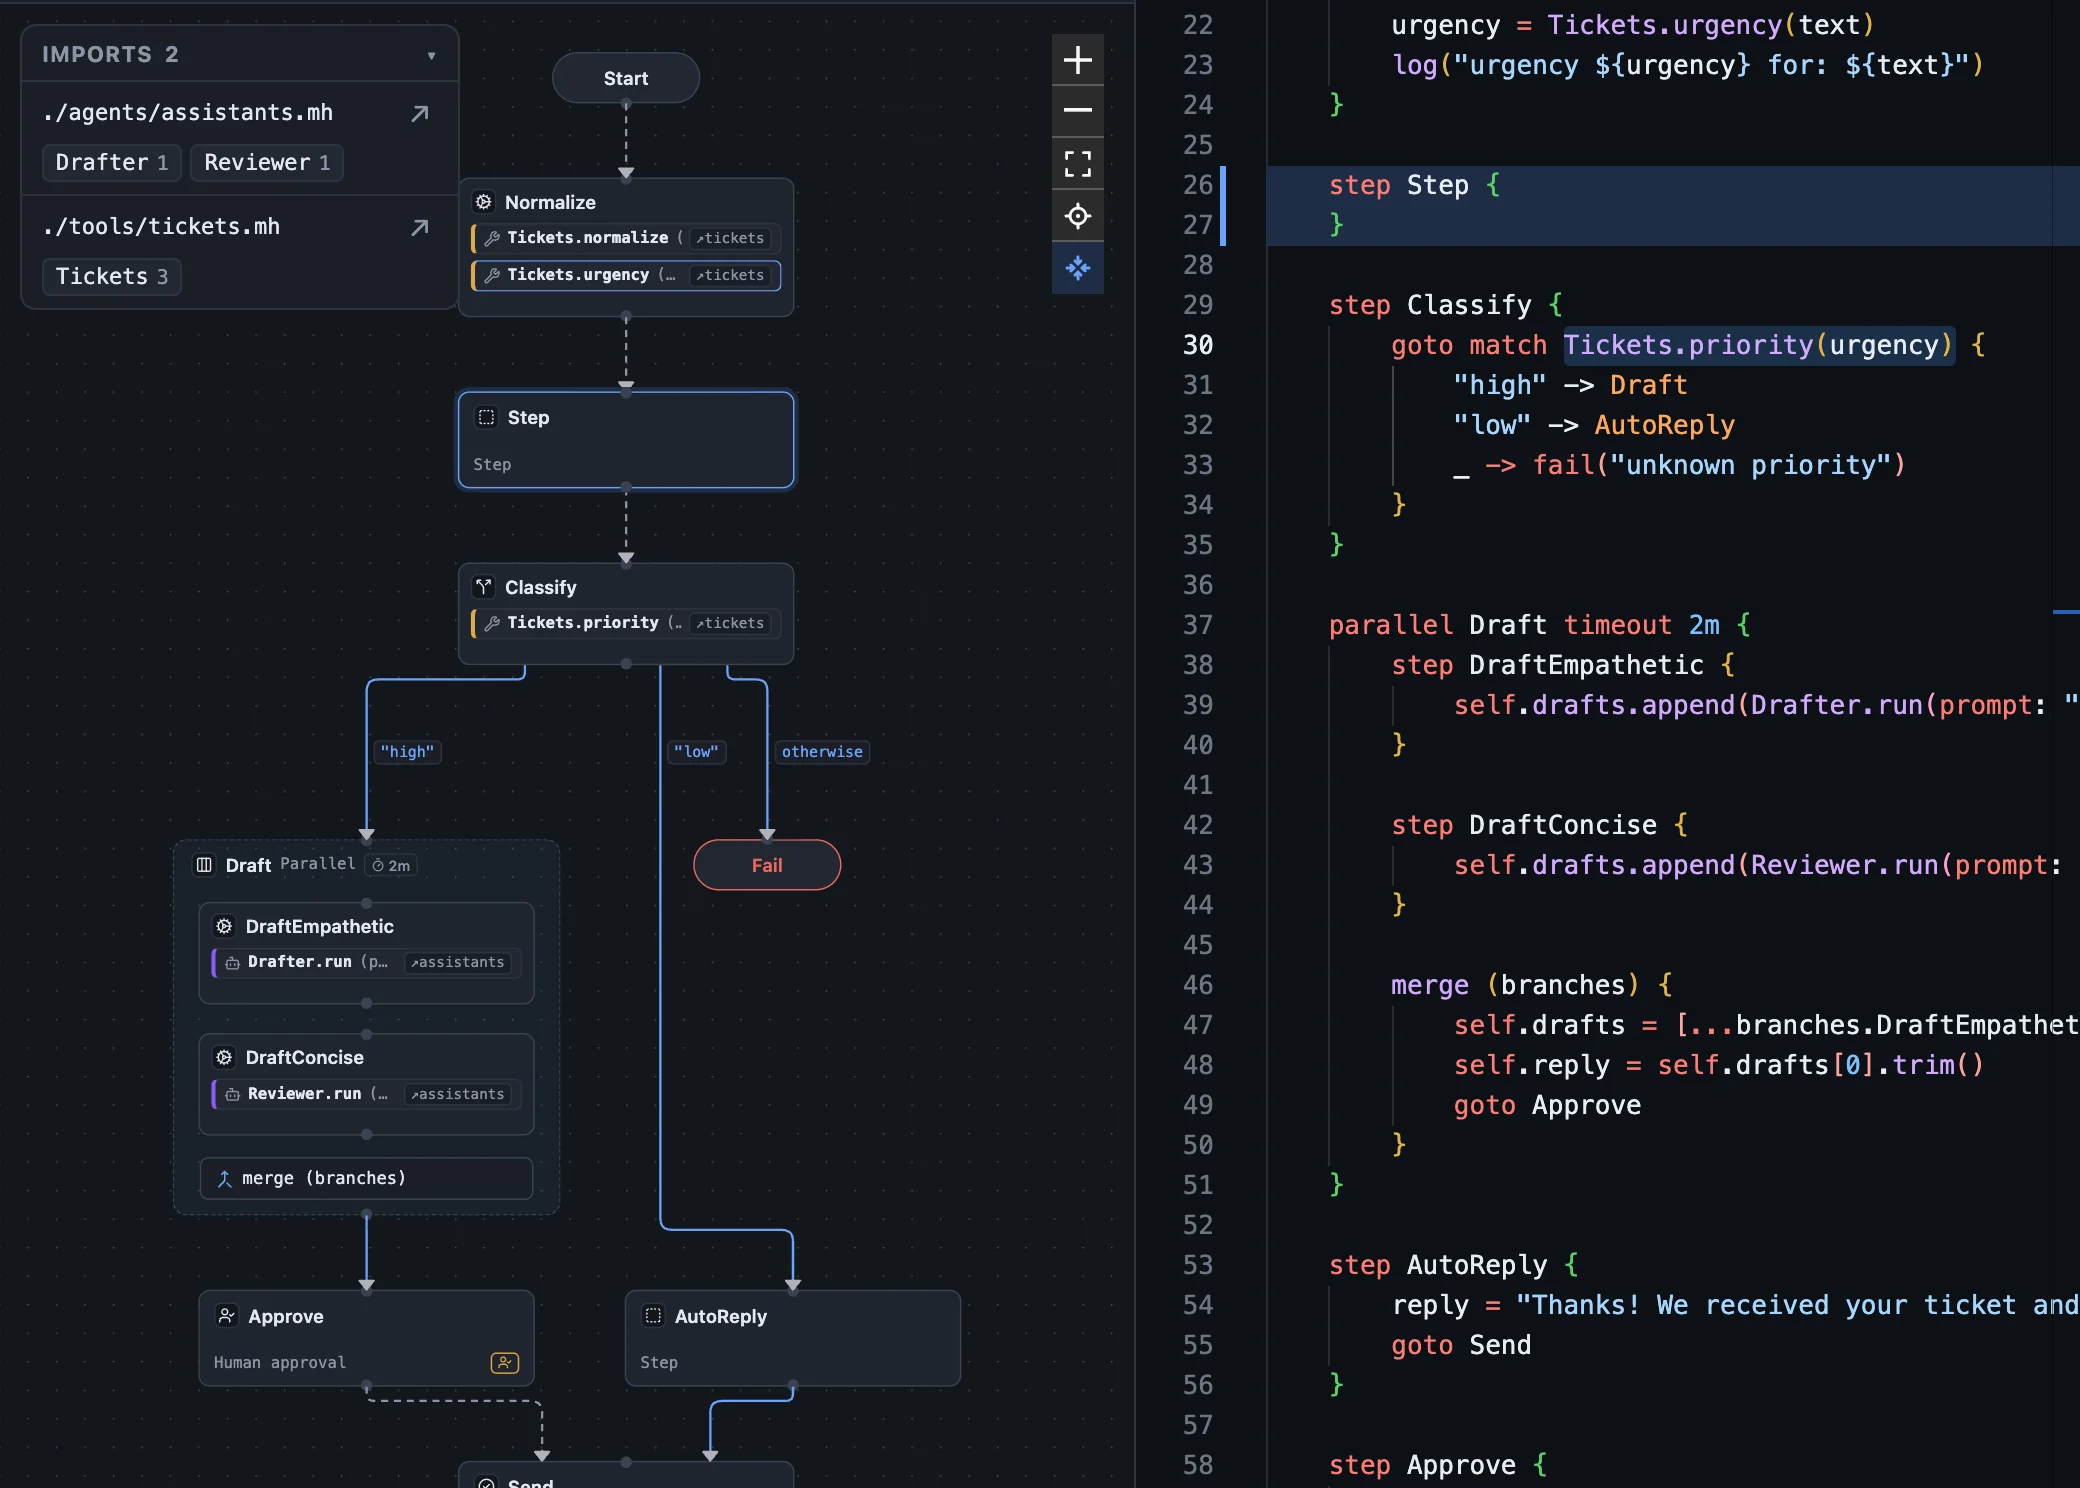 IMPORTS 2
./agents/assistants.mh
Drafter 1 Reviewer 1
./tools/tickets.mh
Tickets 3
Start
Normalize
Tickets.normalize ( ↗tickets
Tickets.urgency (… ↗tickets
Step
Step
Classify
Tickets.priority (… ↗tickets
"high"
"low"
otherwise
Draft Parallel 2m
DraftEmpathetic
Drafter.run (p… ↗assistants
DraftConcise
Reviewer.run (… ↗assistants
merge (branches)
Fail
Approve
Human approval
AutoReply
Step
Send
22 urgency = Tickets.urgency(text)
23 log("urgency ${urgency} for: ${text}")
24 }
25
26 step Step {
27 }
28
29 step Classify {
30 goto match Tickets.priority(urgency) {
31 "high" -> Draft
32 "low" -> AutoReply
33 _ -> fail("unknown priority")
34 }
35 }
36
37 parallel Draft timeout 2m {
38 step DraftEmpathetic {
39 self.drafts.append(Drafter.run(prompt: "
40 }
41
42 step DraftConcise {
43 self.drafts.append(Reviewer.run(prompt:
44 }
45
46 merge (branches) {
47 self.drafts = [...branches.DraftEmpathet
48 self.reply = self.drafts[0].trim()
49 goto Approve
50 }
51 }
52
53 step AutoReply {
54 reply = "Thanks! We received your ticket and
55 goto Send
56 }
57
58 step Approve {